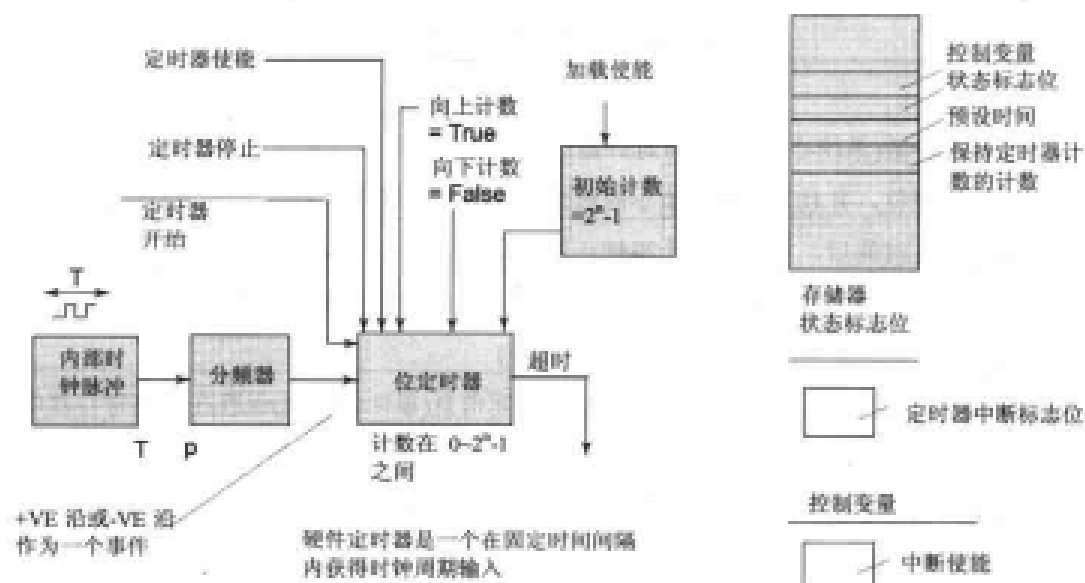 定时器使能
加载使能
向上计数
= True
定时器停止
向下计数
= False
初始计数
=2ⁿ-1
定时器
开始
T
内部时
钟脉冲
分频器
位定时器
超时
T
P
计数在 0~2ⁿ-1
之间
+VE 沿或-VE 沿
作为一个事件
硬件定时器是一个在固定时间间隔
内获得时钟周期输入
控制变量
状态标志位
预设时间
保持定时器计
数的计数
存储器
状态标志位
定时器中断标志位
控制变量
中断使能